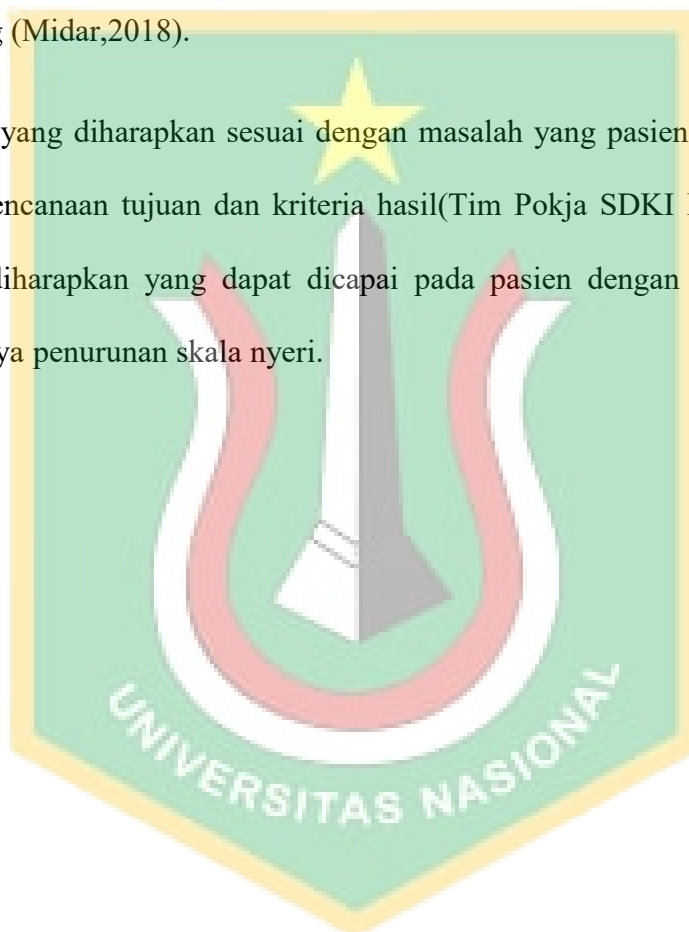 (Midar,2018).
yang diharapkan sesuai dengan masalah yang pasien
encanaan tujuan dan kriteria hasil(Tim Pokja SDKI
diharapkan yang dapat dicapai pada pasien dengan
ya penurunan skala nyeri.
UNIVERSITAS NASIONAL